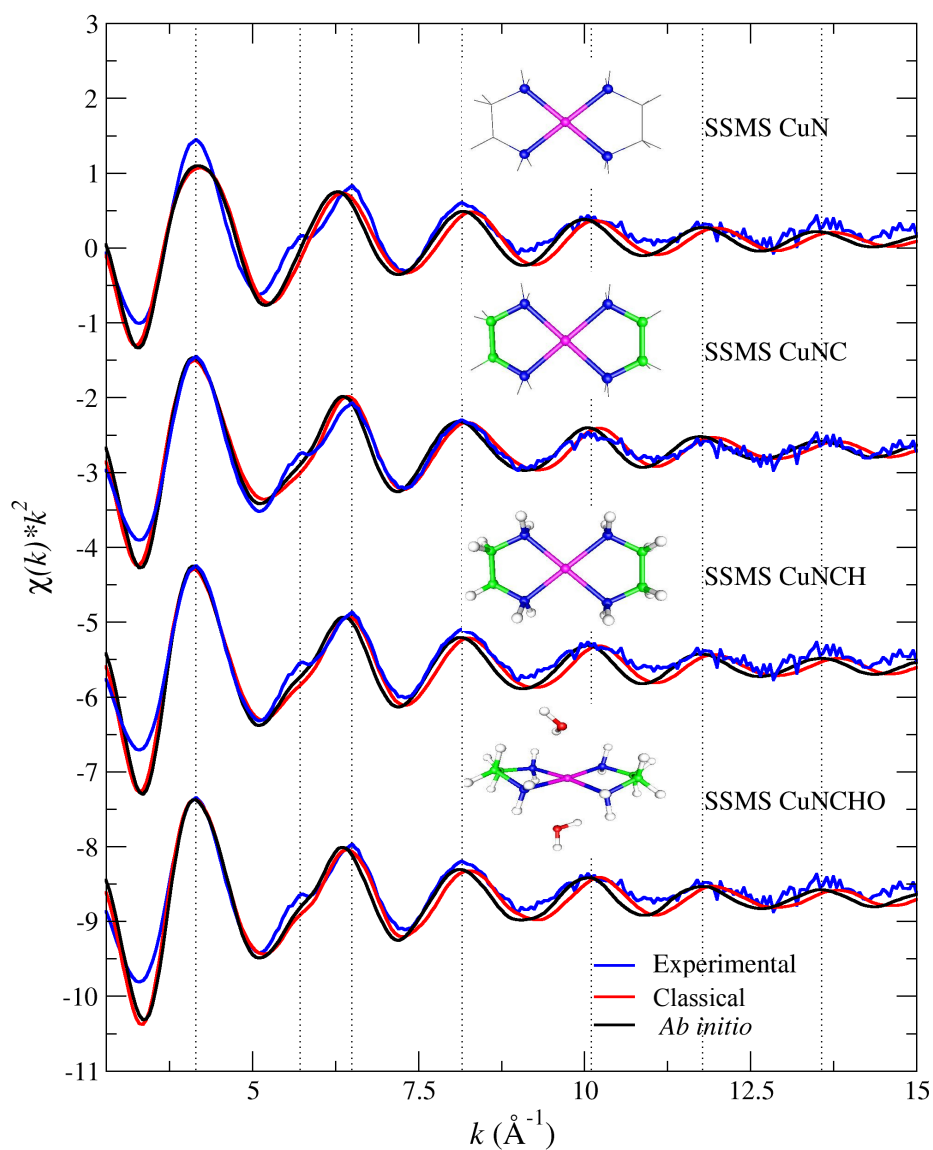 3
2
1
0
-1
-2
-3
-4
-5
-6
-7
-8
-9
-10
-11
χ(k)*k²
SSMS CuN
SSMS CuNC
SSMS CuNCH
SSMS CuNCHO
Experimental
Classical
Ab initio
5 7.5 10 12.5 15
k (Å⁻¹)